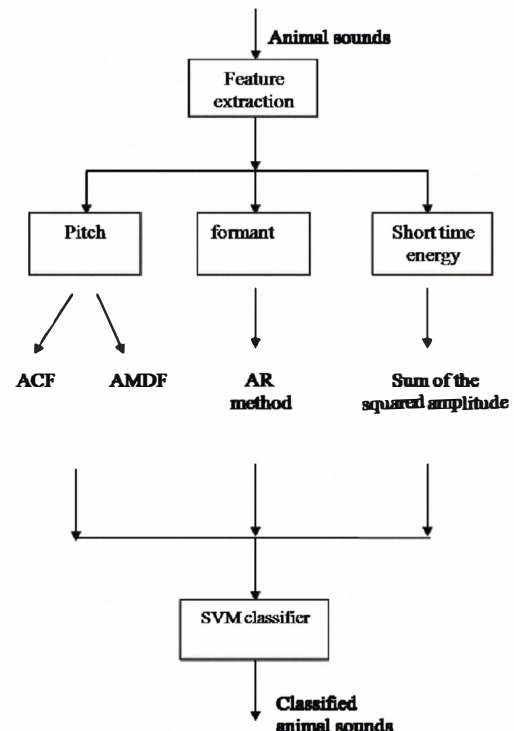 Animal sounds
Feature
extraction
Pitch
formant
Short time
energy
ACF
AMDF
AR
method
Sum of the
squared amplitude
SVM classifier
Classified
animal sounds